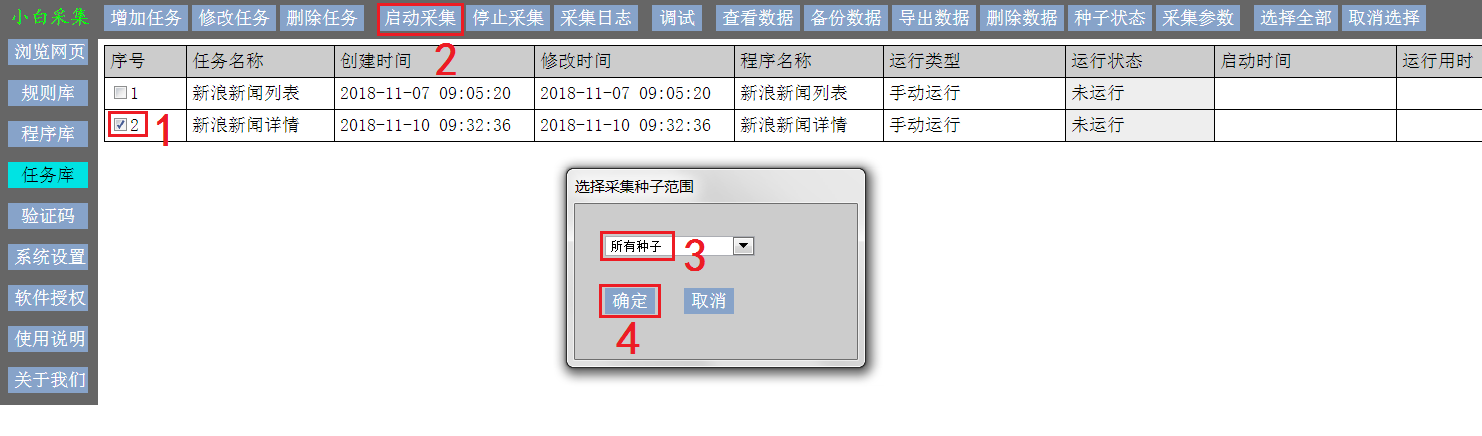 小白采集 增加任务 修改任务 删除任务 启动采集 停止采集 采集日志 调试 查看数据 备份数据 导出数据 删除数据 种子状态 采集参数 选择全部 取消选择
浏览网页
规则库
程序库
任务库
验证码
系统设置
软件授权
使用说明
关于我们
2
序号 任务名称 创建时间 修改时间 程序名称 运行类型 运行状态 启动时间 运行用时
1 新浪新闻列表 2018-11-07 09:05:20 2018-11-07 09:05:20 新浪新闻列表 手动运行 未运行
2 新浪新闻详情 2018-11-10 09:32:36 2018-11-10 09:32:36 新浪新闻详情 手动运行 未运行
1
选择采集种子范围
所有种子 3
确定 取消
4